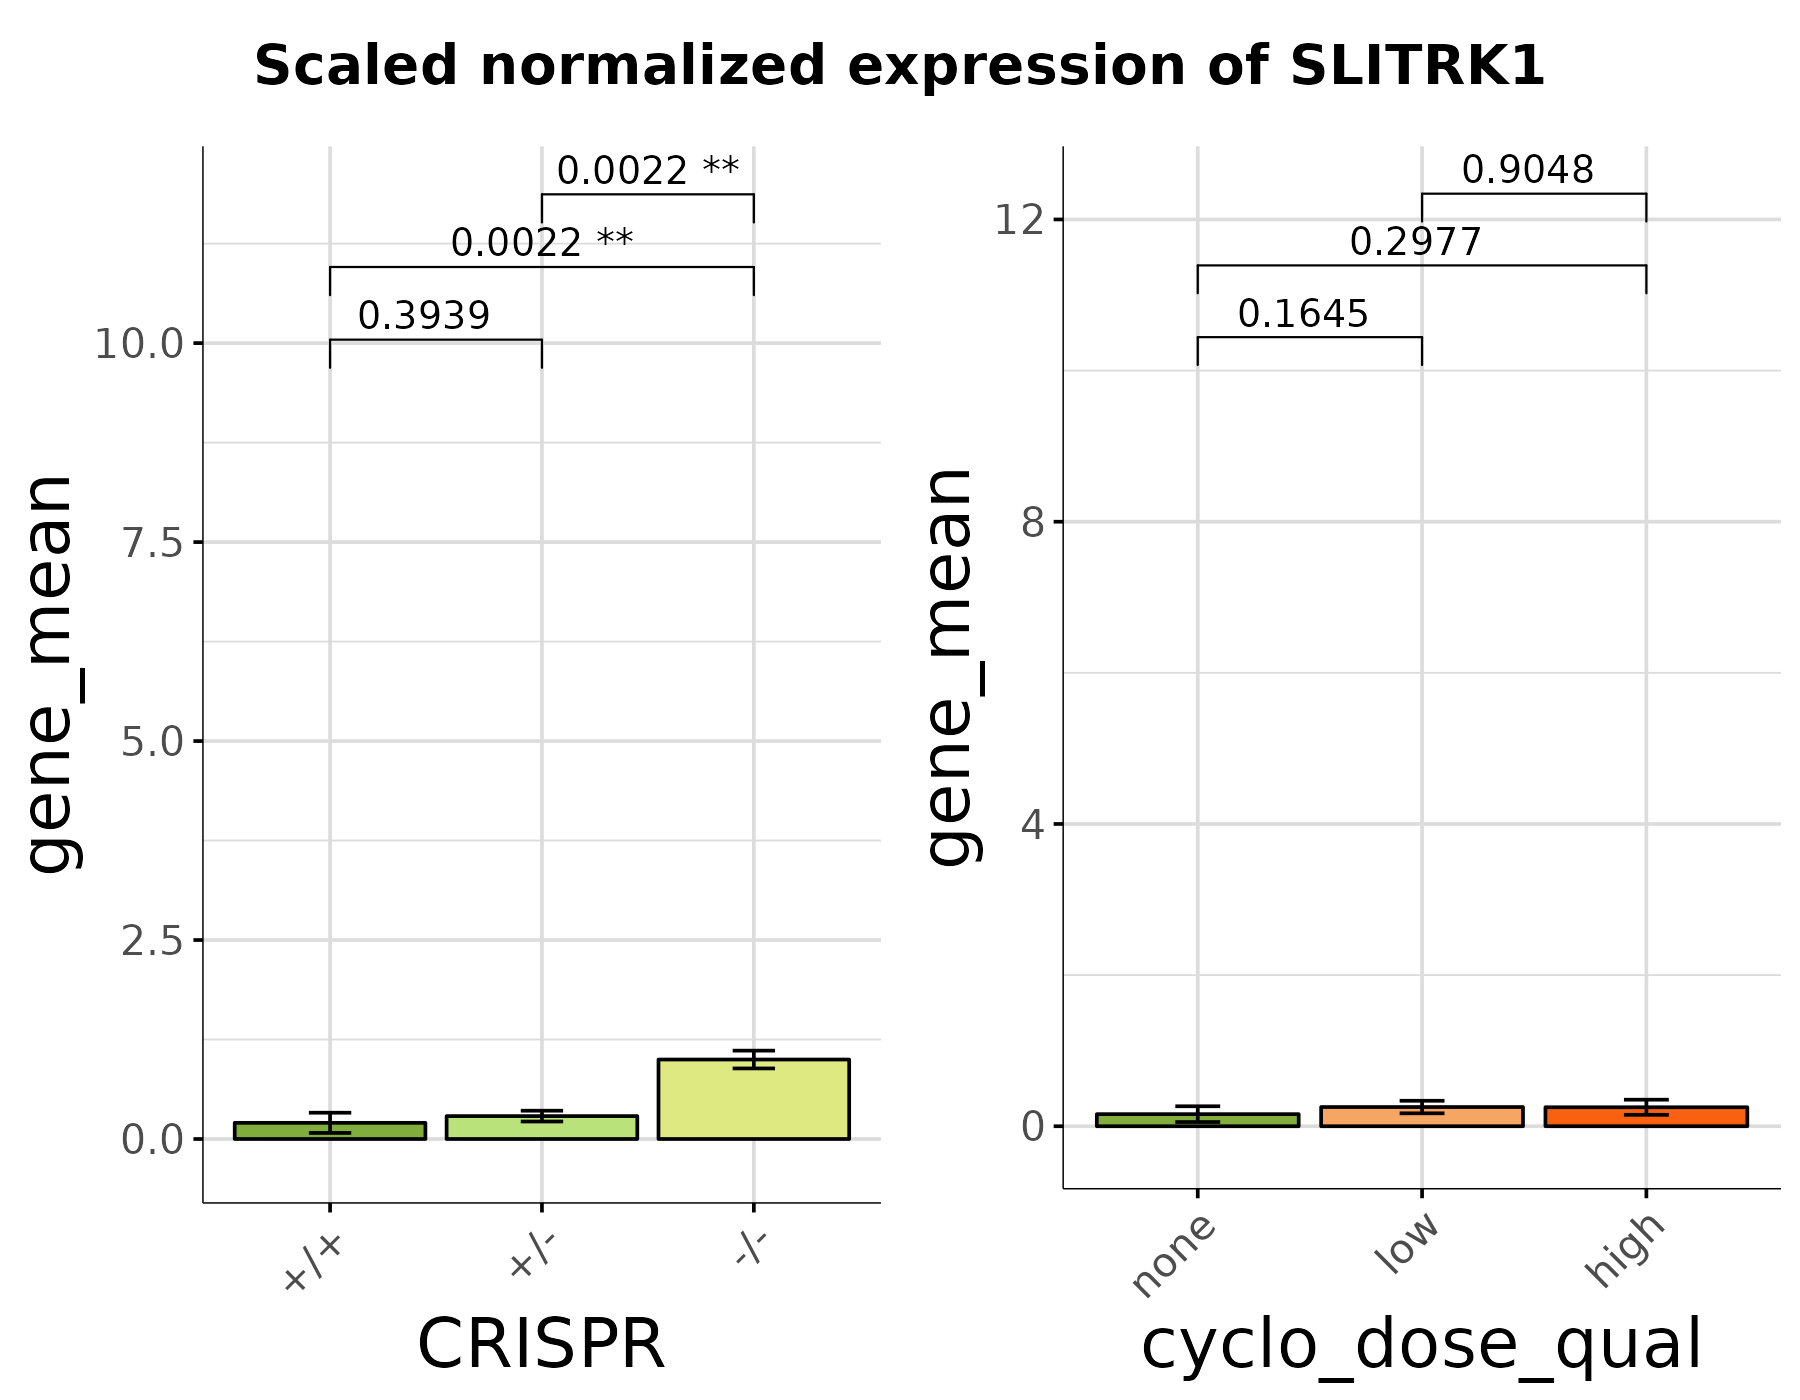 Scaled normalized expression of SLITRK1
gene_mean
0.0022 **
0.0022 **
0.3939
10.0
7.5
5.0
2.5
0.0
+/+
+/-
-/-
CRISPR
gene_mean
0.9048
0.2977
0.1645
12
8
4
0
none
low
high
cyclo_dose_qual